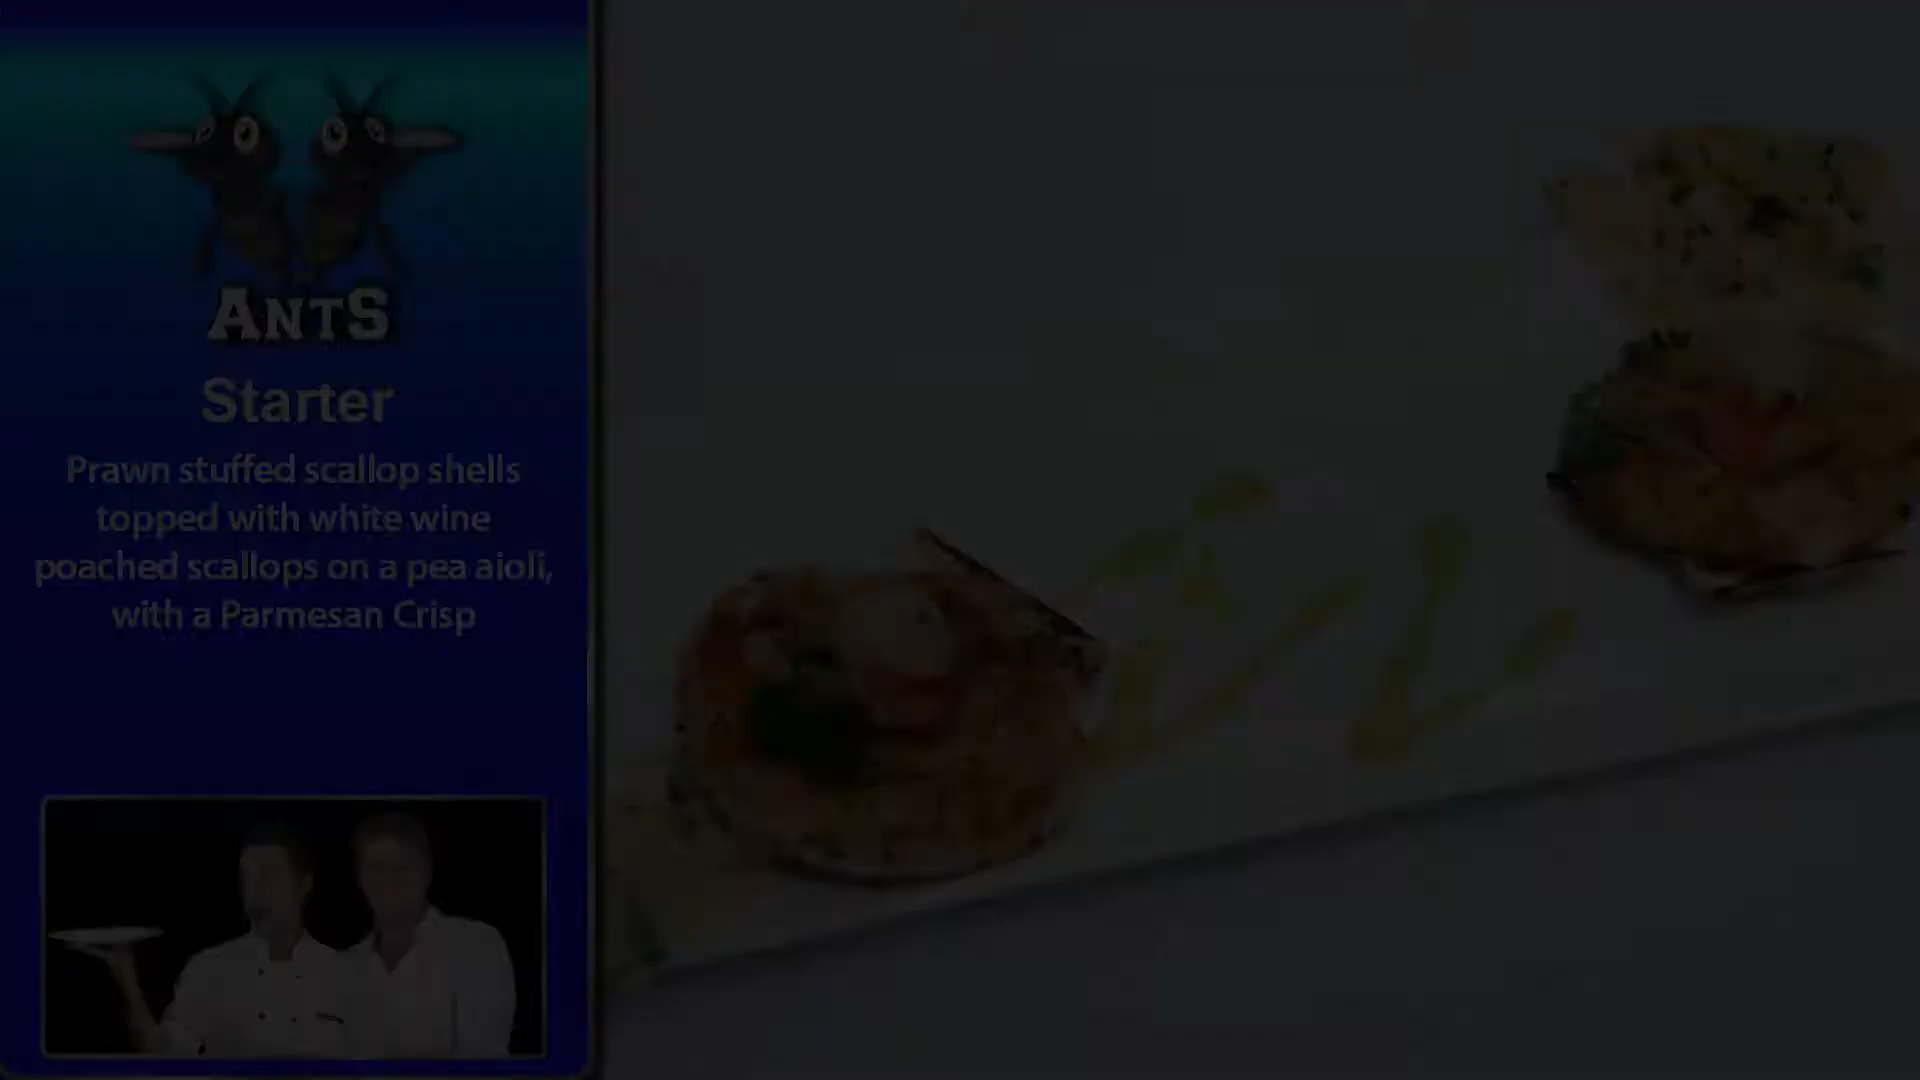 ANTS
Starter
Prawn stuffed scallop shells
topped with white wine
poached scallops on a pea aioli,
with a Parmesan Crisp